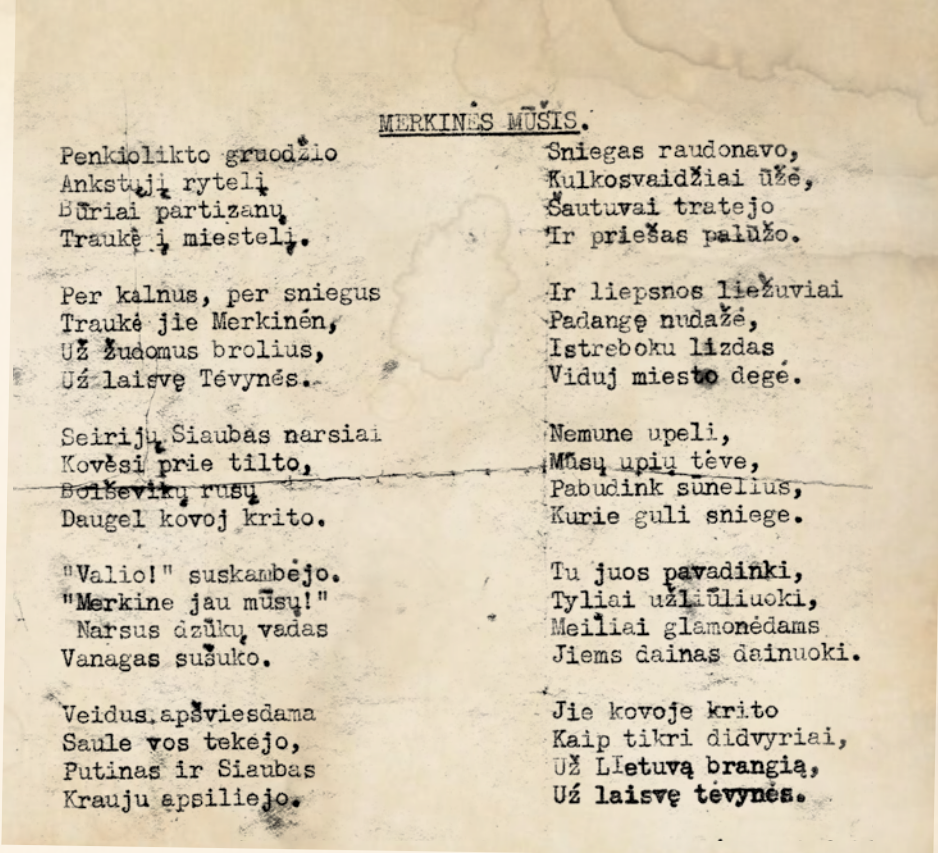 MERKINĖS MŪŠIS.
Penkiolikto gruodžio
Ankstųjį rytelį
Būriai partizanų
Traukė į miestelį.
Per kalnus, per sniegus
Traukė jie Merkinėn,
Už žudomus brolius,
Už laisvę Tėvynės.
Seirijų Siaubas narsiai
Kovėsi prie tilto,
Bolševikų rusų
Daugel kovoj krito.
"Valio!" suskambėjo.
"Merkine jau mūsų!"
Narsus dzūkų vadas
Vanagas sušuko.
Veidus apšviesdama
Saule vos tekėjo,
Putinas ir Siaubas
Krauju apsiliejo.
Sniegas raudonavo,
Kulkosvaidžiai ūžė,
Šautuvai tratejo
Ir priešas palūžo.
Ir liepsnos liežuviai
Padangę nudažė,
Istreboku lizdas
Viduj miesto degė.
Nemune upeli,
Mūsų upių tėve,
Pabudink sūnelius,
Kurie guli sniege.
Tu juos pavadinki,
Tyliai užliūliuoki,
Meiliai glamonėdams
Jiems dainas dainuoki.
Jie kovoje krito
Kaip tikri didvyriai,
Už LIetuvą brangią,
Už laisvę tėvynės.